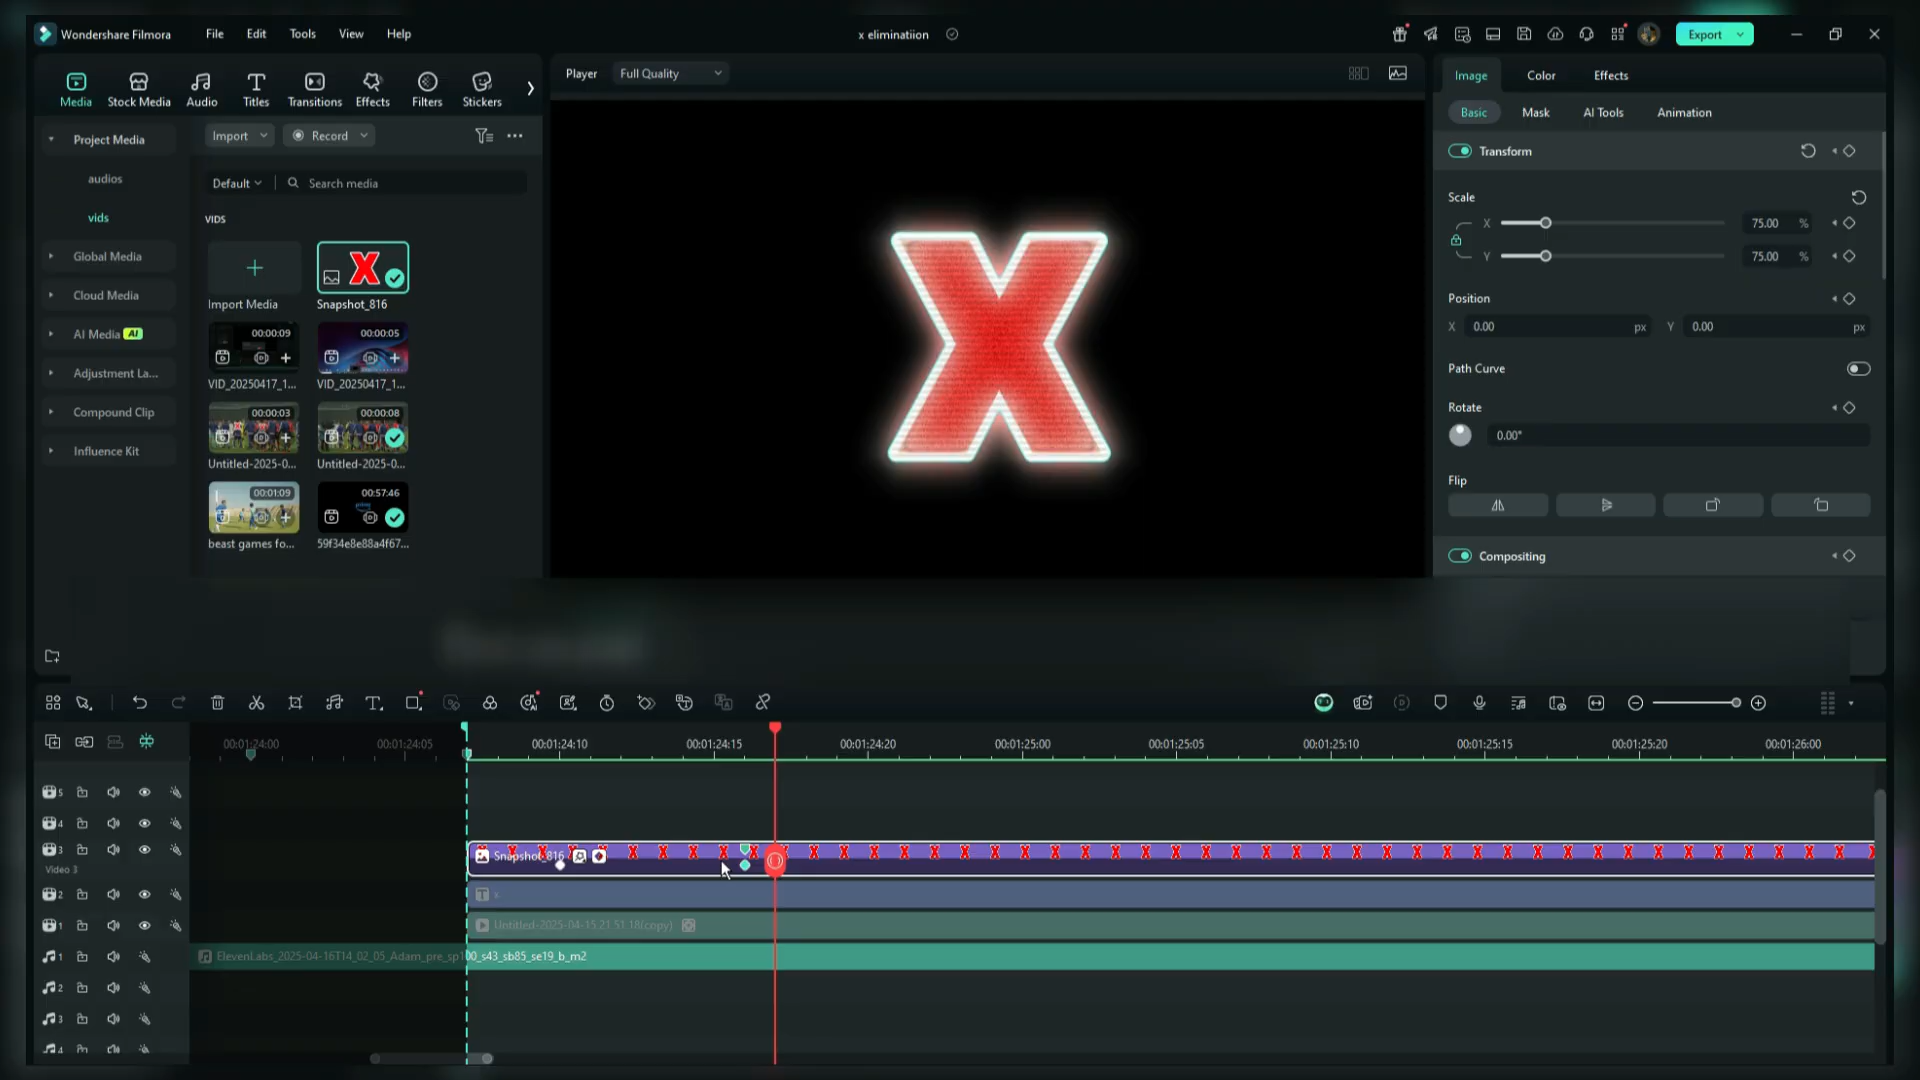 Wondershare Filmora File Edit Tools View Help x eliminatiion Export
Media Stock Media Audio Titles Transitions Effects Filters Stickers
Player Full Quality
Image Color Effects
Basic Mask AI Tools Animation
Project Media
audios
vids
Global Media
Cloud Media
AI Media AI
Adjustment La...
Compound Clip
Influence Kit
Import Record
Default Search media
VIDS
Import Media Snapshot_816
00:00:09 00:00:05
VID_20250417_1... VID_20250417_1...
00:00:03 00:00:08
Untitled-2025-0... Untitled-2025-0...
00:01:09 00:57:46
beast games fo... 59f34e8e88a4f67...
X
Transform
Scale
X 75.00 %
Y 75.00 %
Position
X 0.00 px Y 0.00 px
Path Curve
Rotate
0.00°
Flip
Compositing
00:01:24:00 00:01:24:05 00:01:24:10 00:01:24:15 00:01:24:20 00:01:25:00 00:01:25:05 00:01:25:10 00:01:25:15 00:01:25:20 00:01:26:00
5
4
3 Snapshot_816
Video 3
2 x
1 Untitled-2025-04-15 21.51.18(copy)
1 ElevenLabs_2025-04-16T14_02_05_Adam_pre_sp100_s43_sb85_se19_b_m2
2
3
4